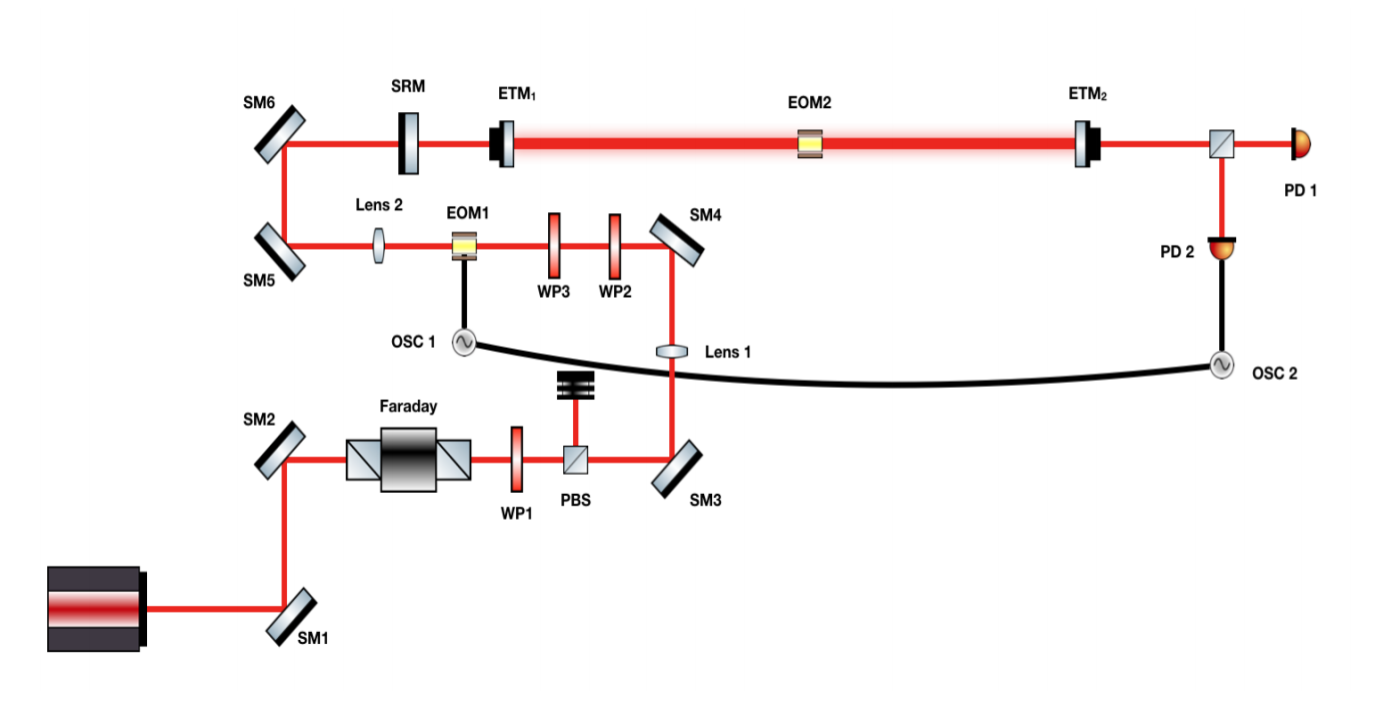 SRM
ETM₁
ETM₂
SM6
EOM2
PD 1
Lens 2
EOM1
SM4
PD 2
SM5
WP3
WP2
OSC 1
Lens 1
OSC 2
Faraday
SM2
PBS
SM3
WP1
SM1